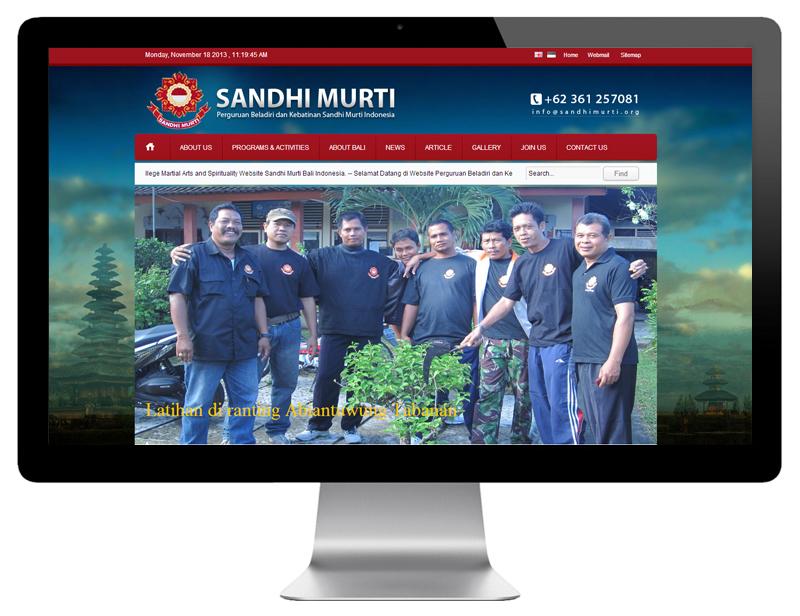 Monday, November 18 2013 , 11:19:45 AM
Home Webmail Sitemap
SANDHI MURTI
Perguruan Beladiri dan Kebatinan Sandhi Murti Indonesia
SANDHI MURTI
+62 361 257081
info@sandhimurti.org
ABOUT US PROGRAMS & ACTIVITIES ABOUT BALI NEWS ARTICLE GALLERY JOIN US CONTACT US
llege Martial Arts and Spirituality Website Sandhi Murti Bali Indonesia. -- Selamat Datang di Website Perguruan Beladiri dan Ke
Search... Find
Latihan di ranting Abiantuwung Tabanan